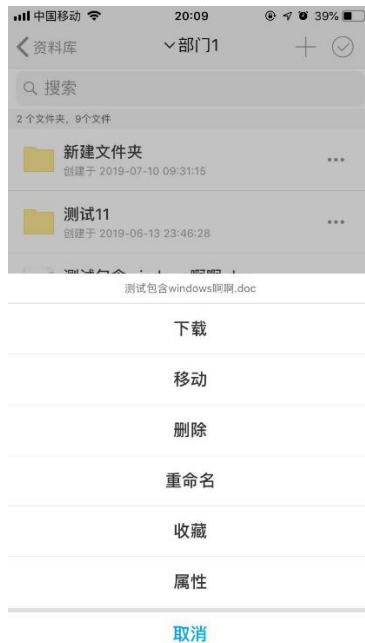 中国移动 20:09 39%
资料库 部门1
搜索
2 个文件夹，9个文件
新建文件夹
创建于 2019-07-10 09:31:15
测试11
创建于 2019-06-13 23:46:28
测试包含windows啊啊.doc
下载
移动
删除
重命名
收藏
属性
取消